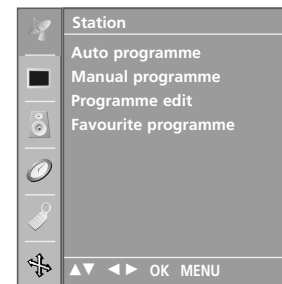 Station
Auto programme
Manual programme
Programme edit
Favourite programme
▲▼ ◄► OK MENU